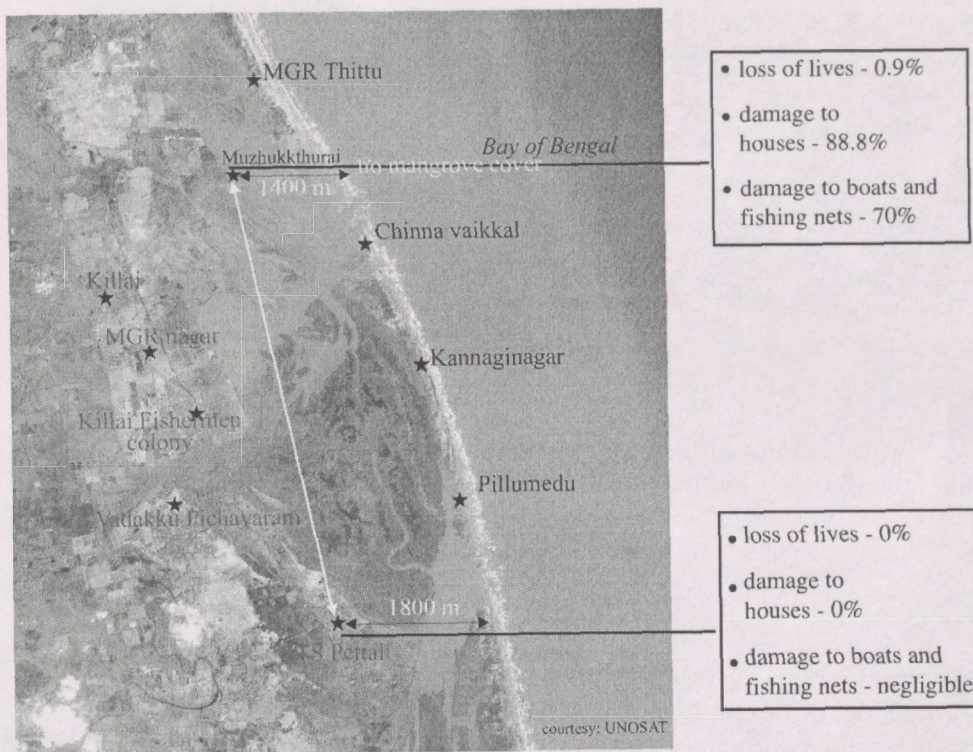 MGR Thittu
Muzhukkthurai
Bay of Bengal
no mangrove cover
1400 m
Chinna vaikkal
Killai
MGR nagar
Kannaginagar
Killai Fishermen
colony
Pillumedu
Vadakku Pichavaram
1800 m
Pettai
courtesy: UNOSAT
• loss of lives - 0.9%
• damage to
houses - 88.8%
• damage to boats and
fishing nets - 70%
• loss of lives - 0%
• damage to
houses - 0%
• damage to boats and
fishing nets - negligible